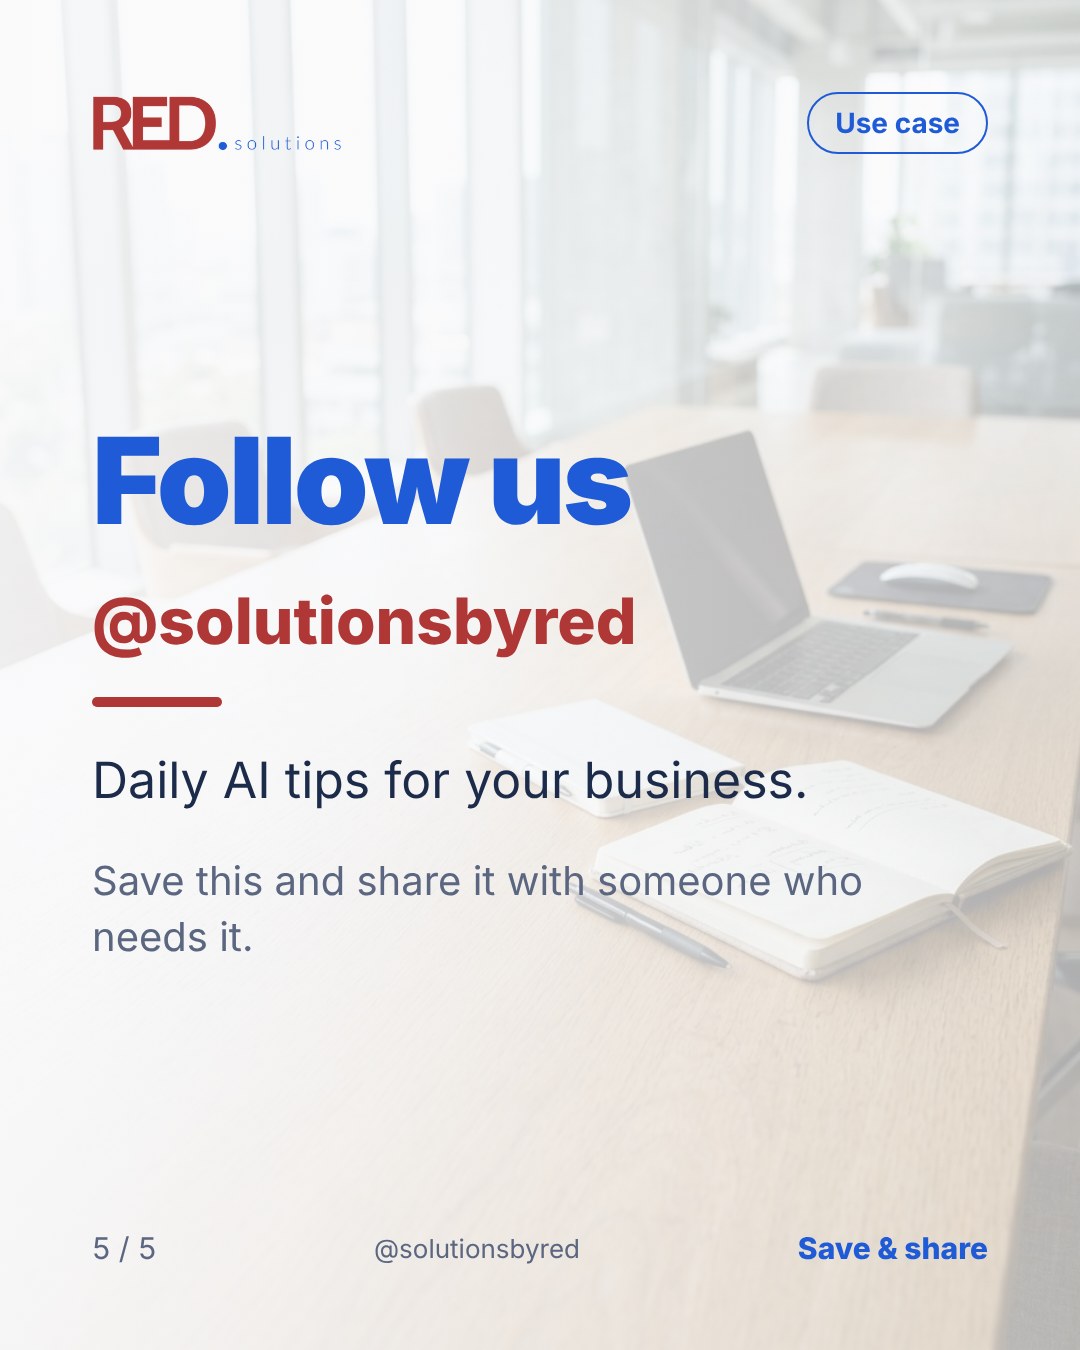 RED.solutions
Use case
Follow us
@solutionsbyred
Daily AI tips for your business.
Save this and share it with someone who
needs it.
5 / 5
@solutionsbyred
Save & share